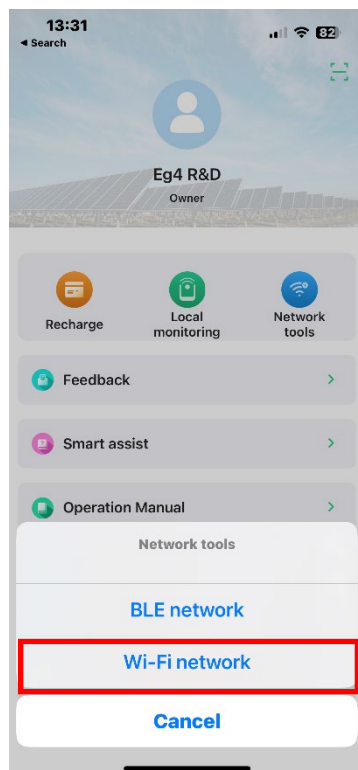 13:31
82
◀ Search
Eg4 R&D
Owner
Recharge
Local
monitoring
Network
tools
Feedback
Smart assist
Operation Manual
Network tools
BLE network
Wi-Fi network
Cancel